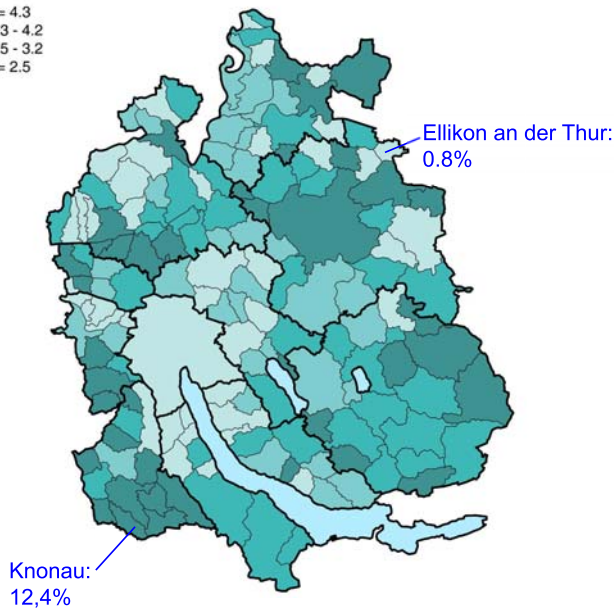 = 4.3
3 - 4.2
5 - 3.2
= 2.5
Ellikon an der Thur:
0.8%
Knonau:
12,4%